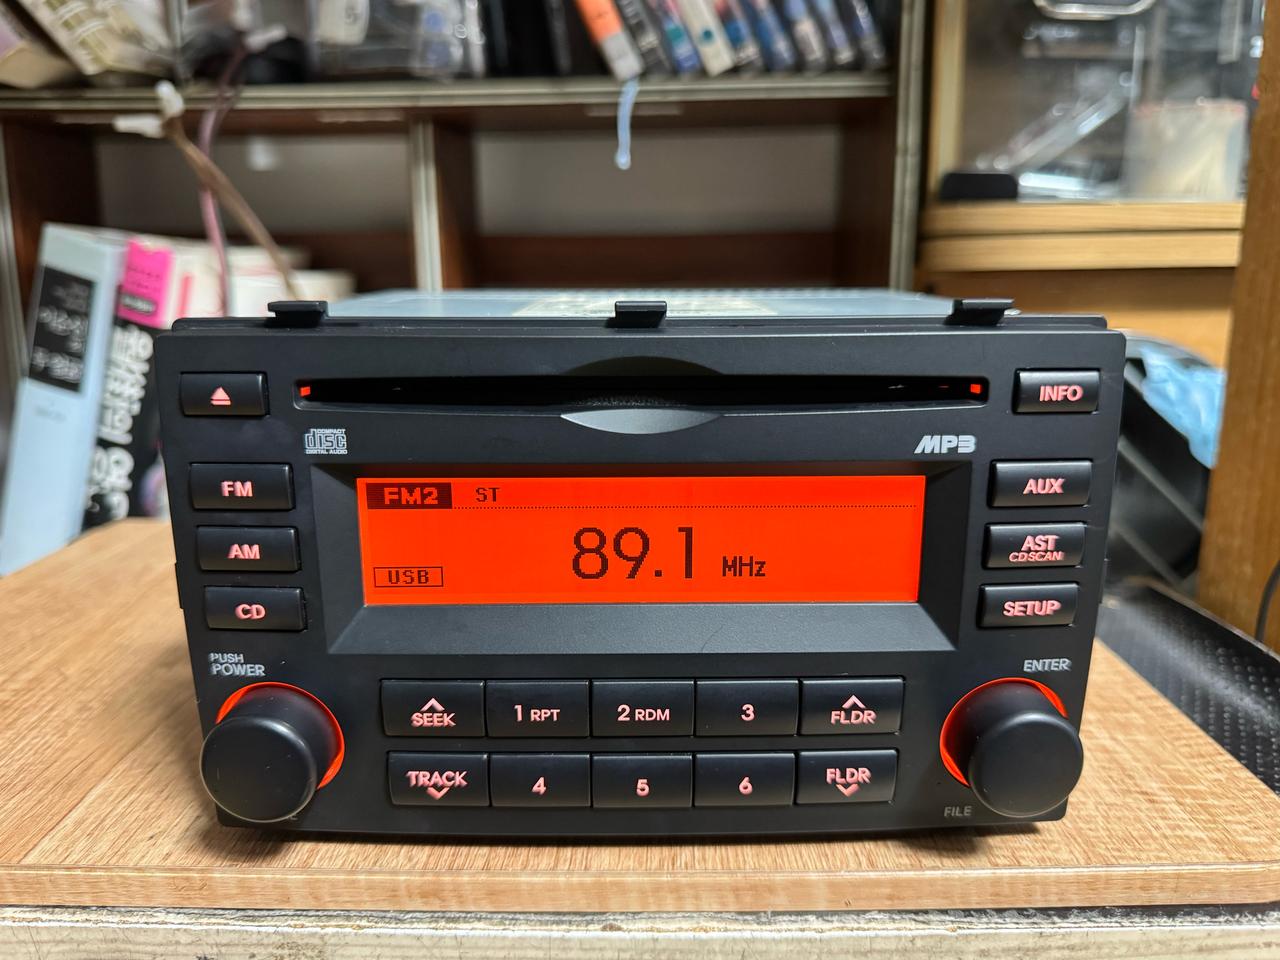 INFO
COMPACT
disc
DIGITAL AUDIO
MP3
FM
FM2 ST
AUX
AM
89.1 MHz
AST
CD SCAN
USB
CD
SETUP
PUSH
POWER
ENTER
SEEK
1 RPT
2 RDM
3
FLDR
TRACK
4
5
6
FLDR
FILE